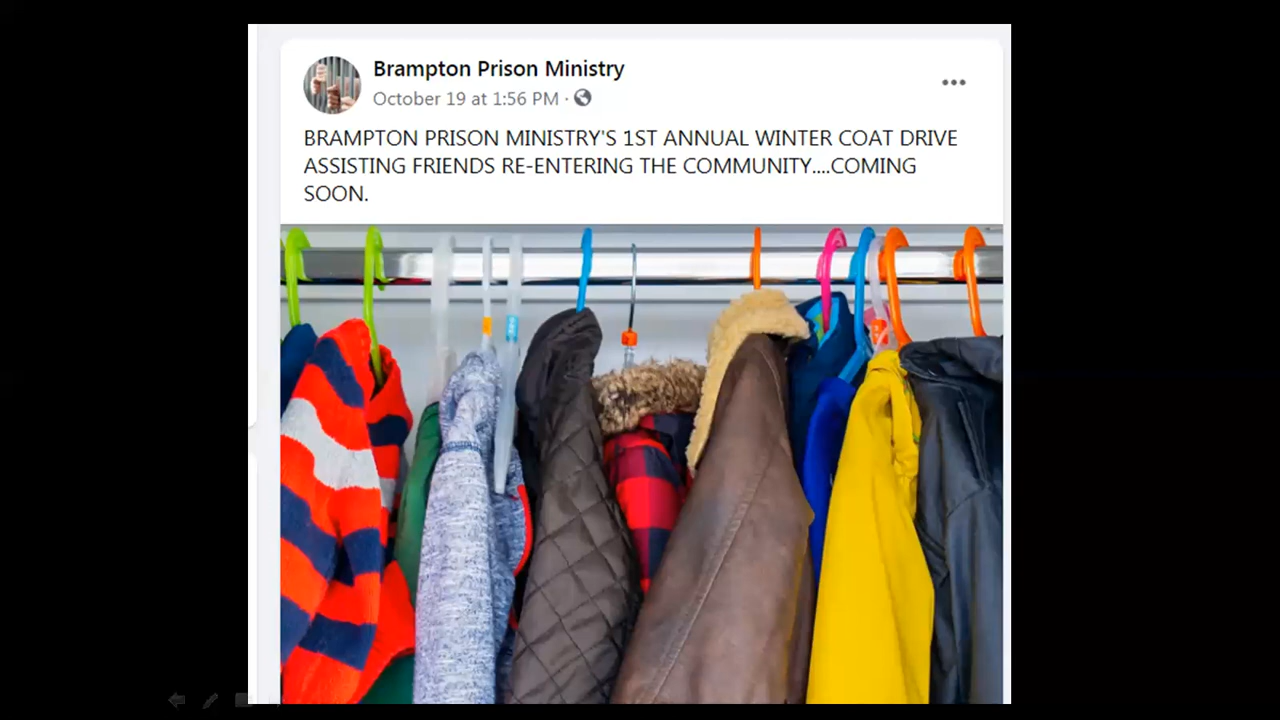 Brampton Prison Ministry
October 19 at 1:56 PM ·
BRAMPTON PRISON MINISTRY'S 1ST ANNUAL WINTER COAT DRIVE
ASSISTING FRIENDS RE-ENTERING THE COMMUNITY....COMING
SOON.